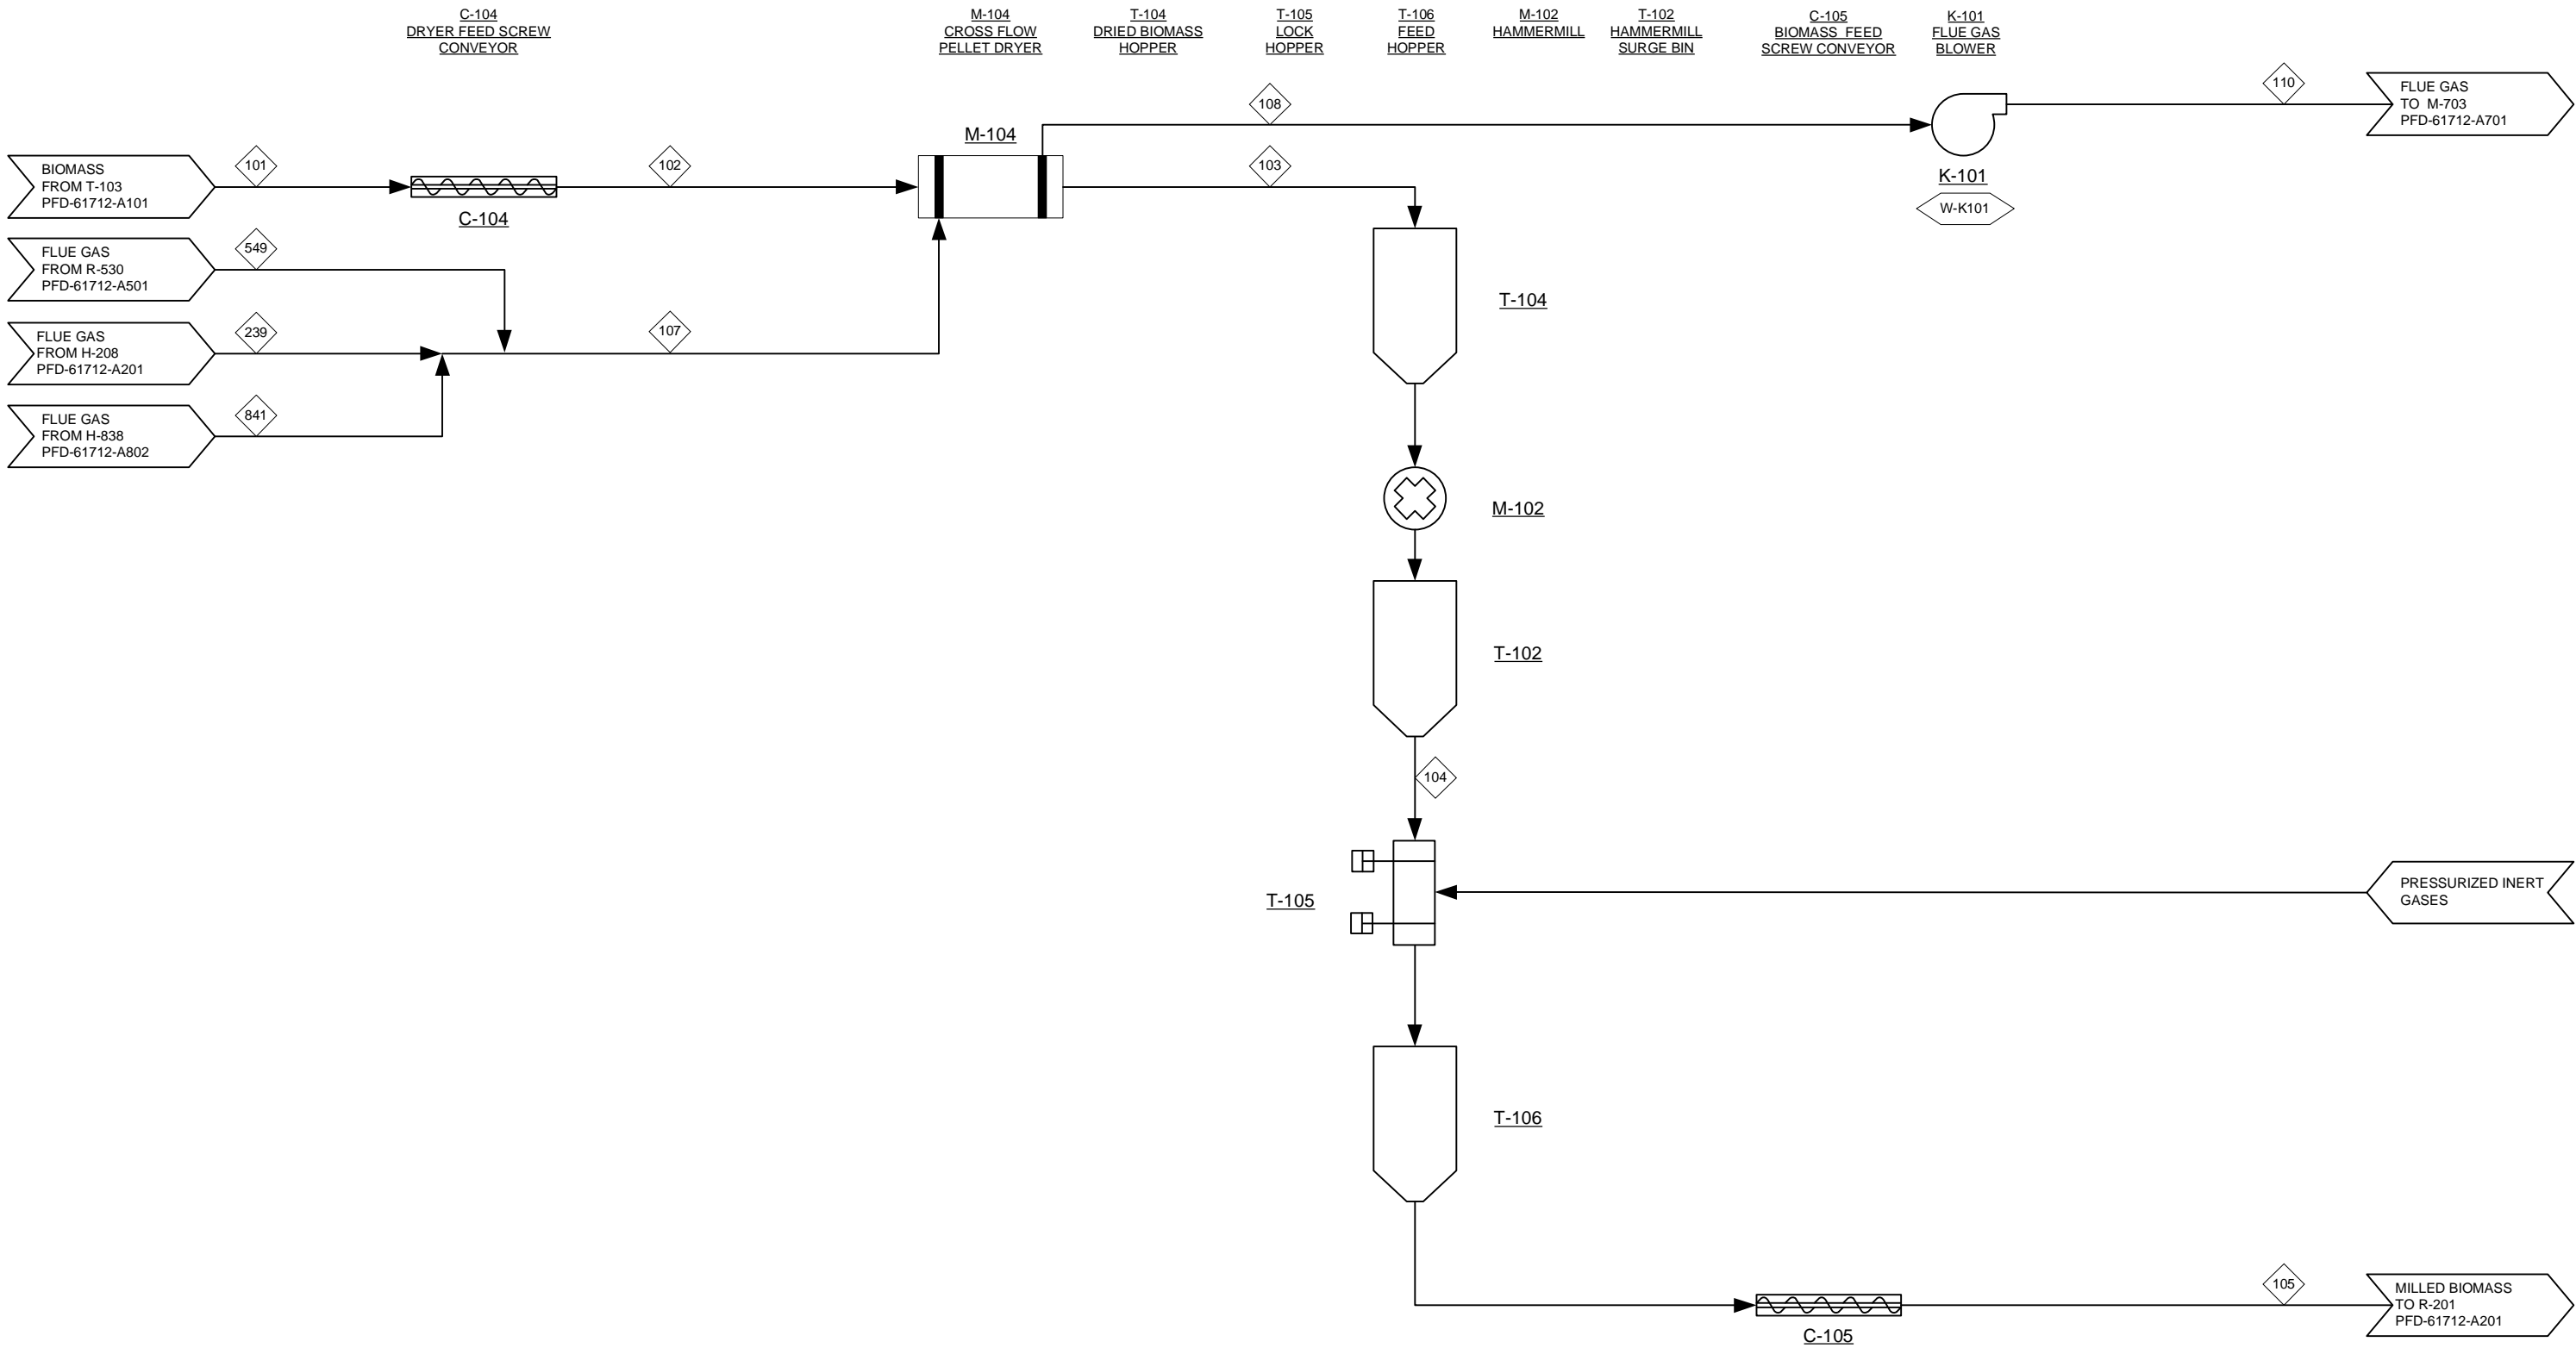 C-104
DRYER FEED SCREW
CONVEYOR
M-104
CROSS FLOW
PELLET DRYER
T-104
DRIED BIOMASS
HOPPER
T-105
LOCK
HOPPER
T-106
FEED
HOPPER
M-102
HAMMERMILL
T-102
HAMMERMILL
SURGE BIN
C-105
BIOMASS FEED
SCREW CONVEYOR
K-101
FLUE GAS
BLOWER
110
FLUE GAS
TO M-703
PFD-61712-A701
108
M-104
BIOMASS
FROM T-103
PFD-61712-A101
101
C-104
102
103
K-101
W-K101
FLUE GAS
FROM R-530
PFD-61712-A501
549
T-104
FLUE GAS
FROM H-208
PFD-61712-A201
239
107
FLUE GAS
FROM H-838
PFD-61712-A802
841
M-102
T-102
104
T-105
PRESSURIZED INERT
GASES
T-106
C-105
105
MILLED BIOMASS
TO R-201
PFD-61712-A201